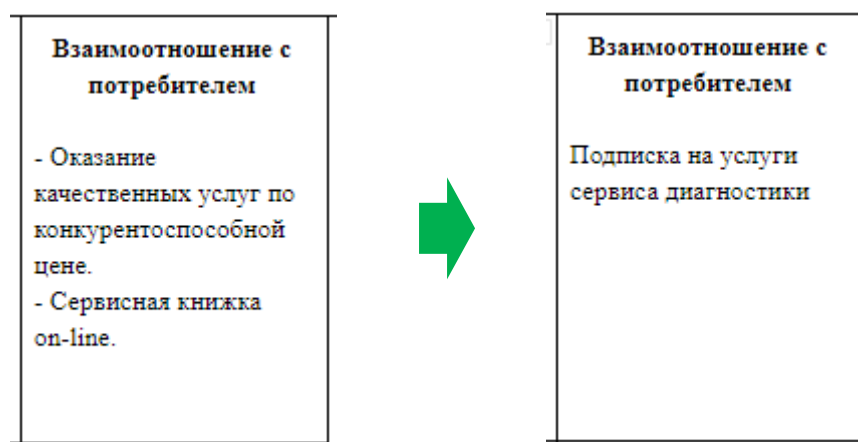 Взаимоотношение с
потребителем
- Оказание
качественных услуг по
конкурентоспособной
цене.
- Сервисная книжка
on-line.
Взаимоотношение с
потребителем
Подписка на услуги
сервиса диагностики